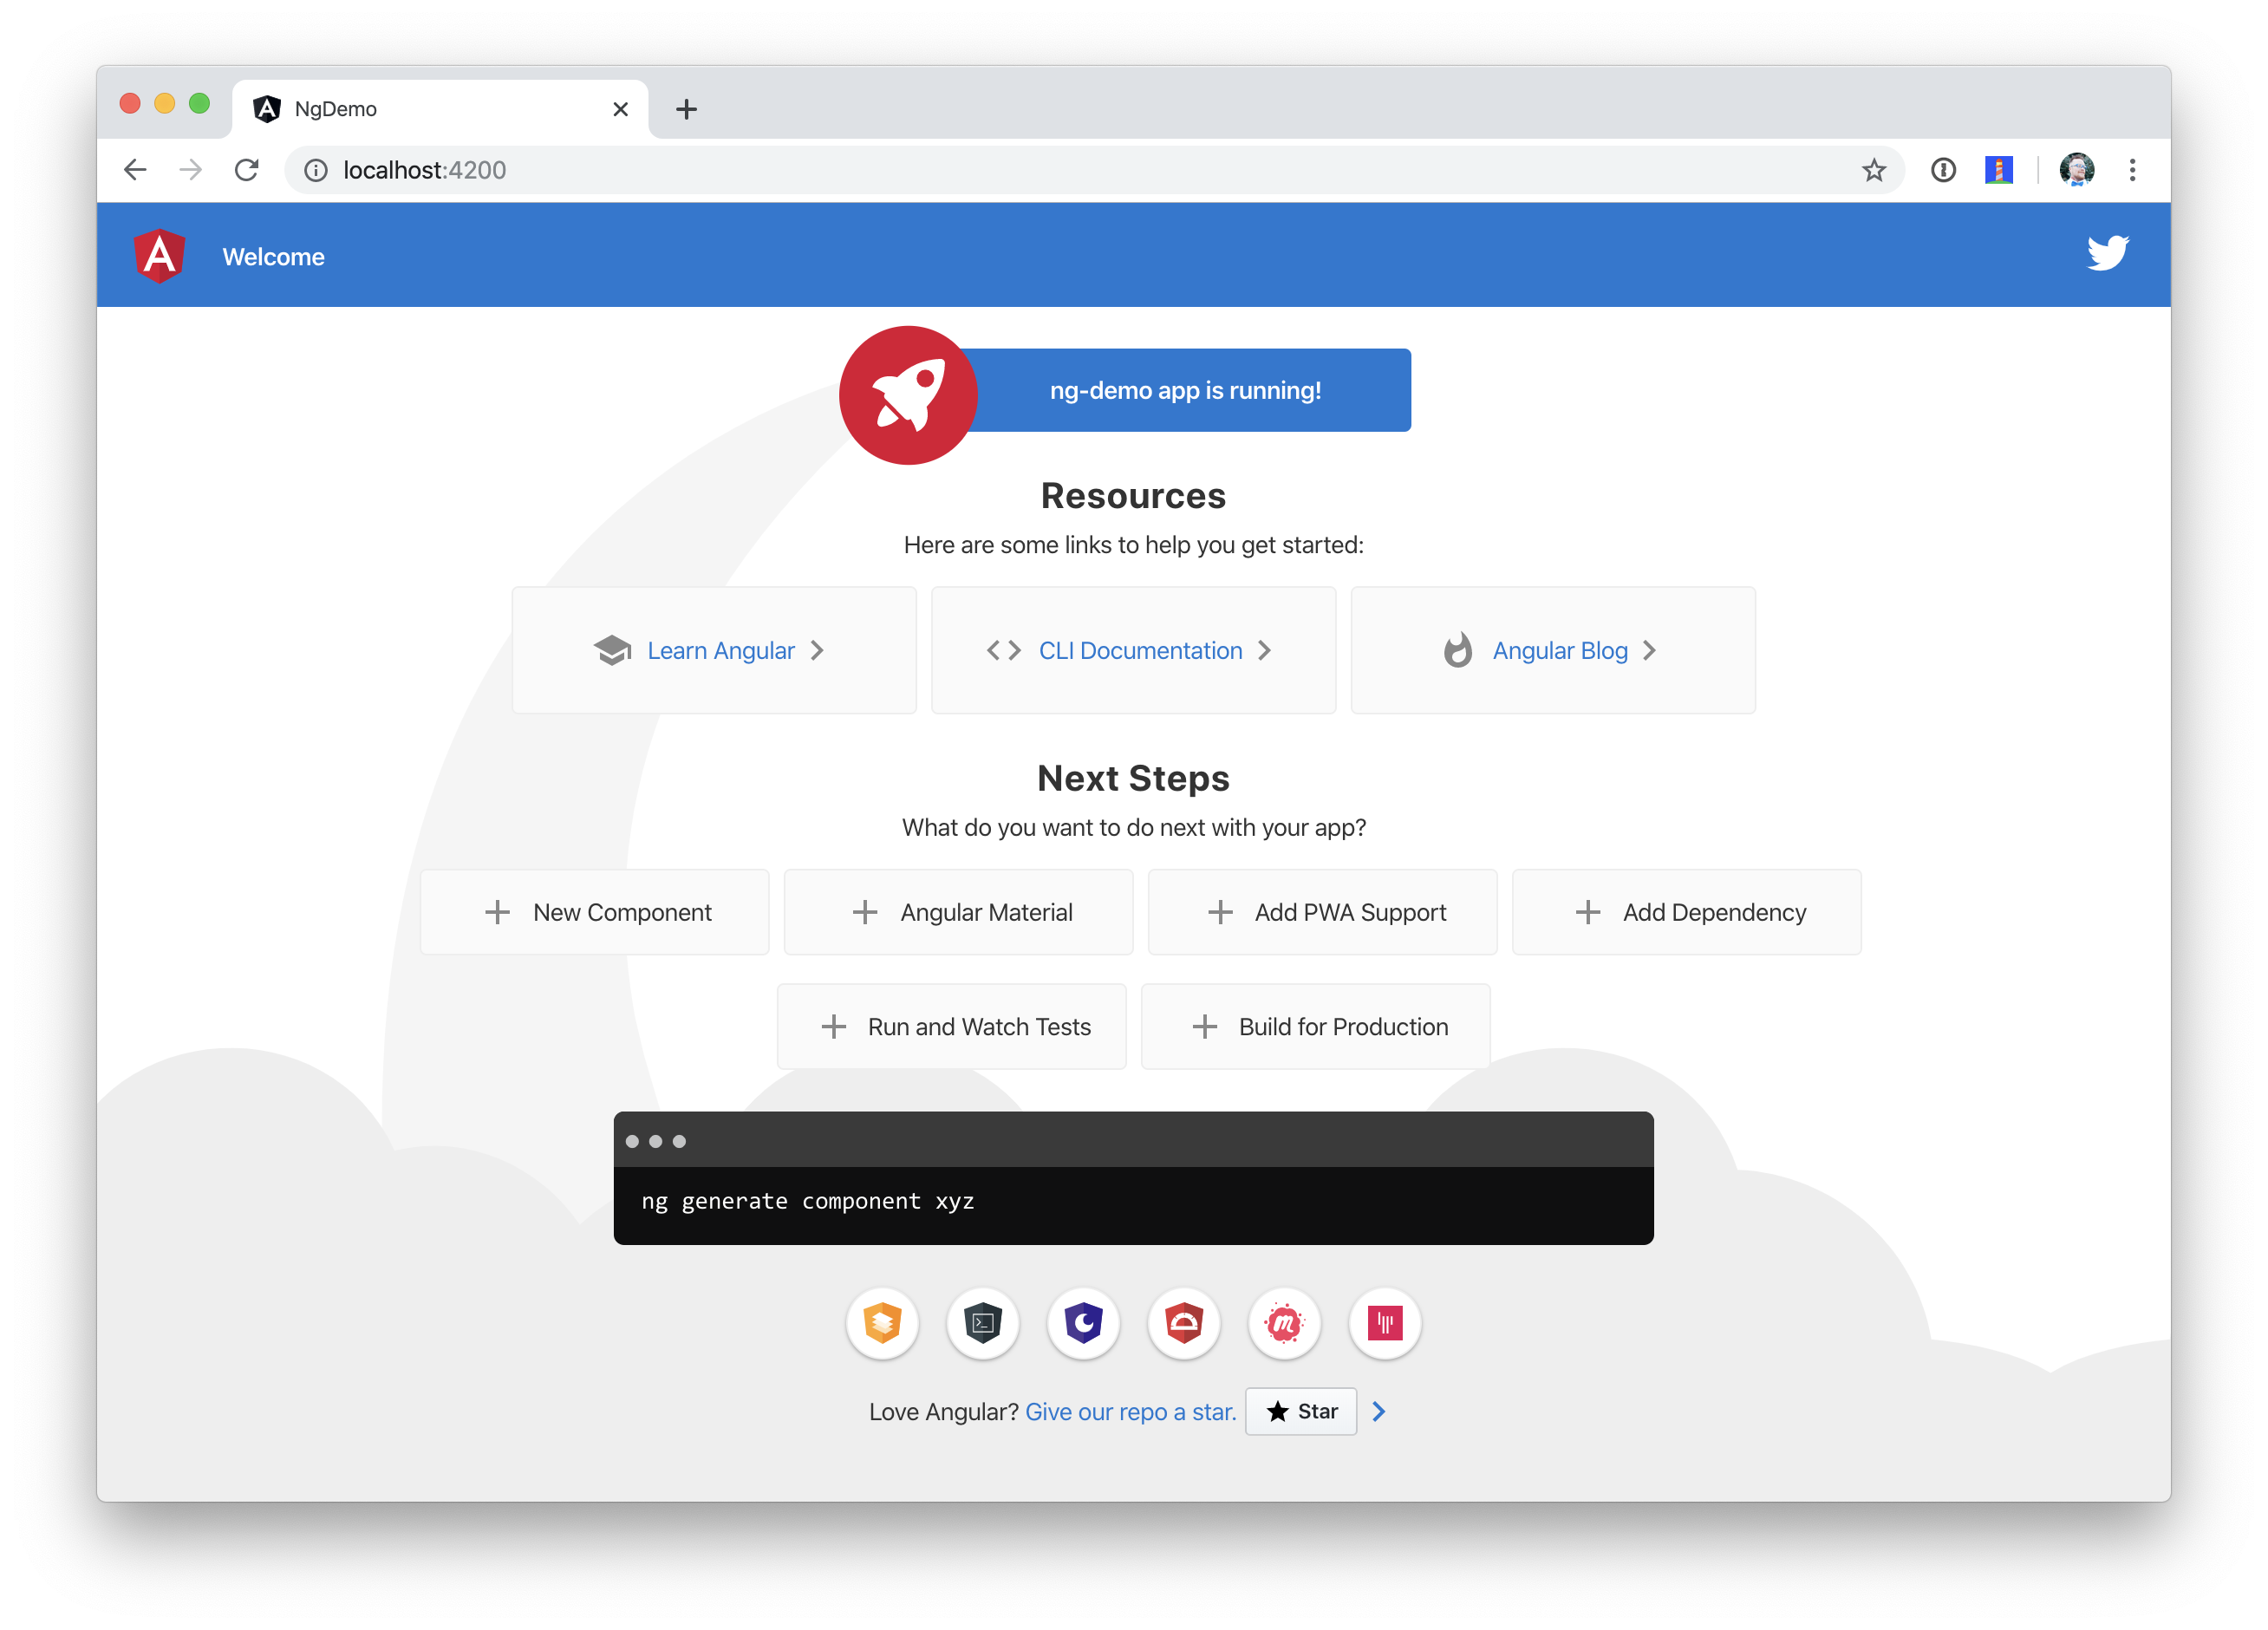 NgDemo
localhost:4200
Welcome
ng-demo app is running!
Resources
Here are some links to help you get started:
Learn Angular
CLI Documentation
Angular Blog
Next Steps
What do you want to do next with your app?
New Component
Angular Material
Add PWA Support
Add Dependency
Run and Watch Tests
Build for Production
ng generate component xyz
Love Angular? Give our repo a star. Star